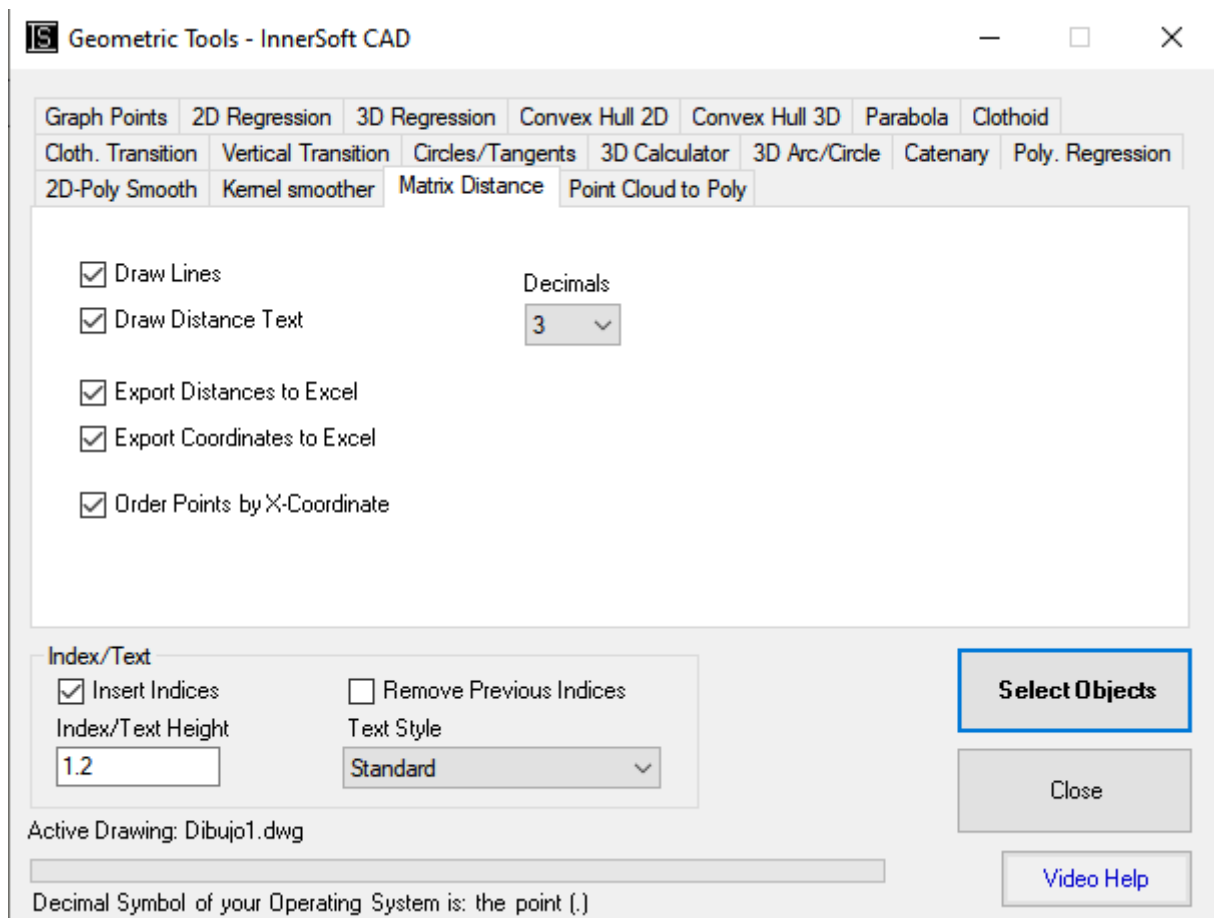 IS Geometric Tools - InnerSoft CAD
Graph Points 2D Regression 3D Regression Convex Hull 2D Convex Hull 3D Parabola Clothoid
Cloth. Transition Vertical Transition Circles/Tangents 3D Calculator 3D Arc/Circle Catenary Poly. Regression
2D-Poly Smooth Kernel smoother Matrix Distance Point Cloud to Poly
Draw Lines
Decimals
Draw Distance Text
3
Export Distances to Excel
Export Coordinates to Excel
Order Points by X-Coordinate
Index/Text
Insert Indices Remove Previous Indices
Select Objects
Index/Text Height Text Style
1.2 Standard
Close
Active Drawing: Dibujo1.dwg
Video Help
Decimal Symbol of your Operating System is: the point (.)